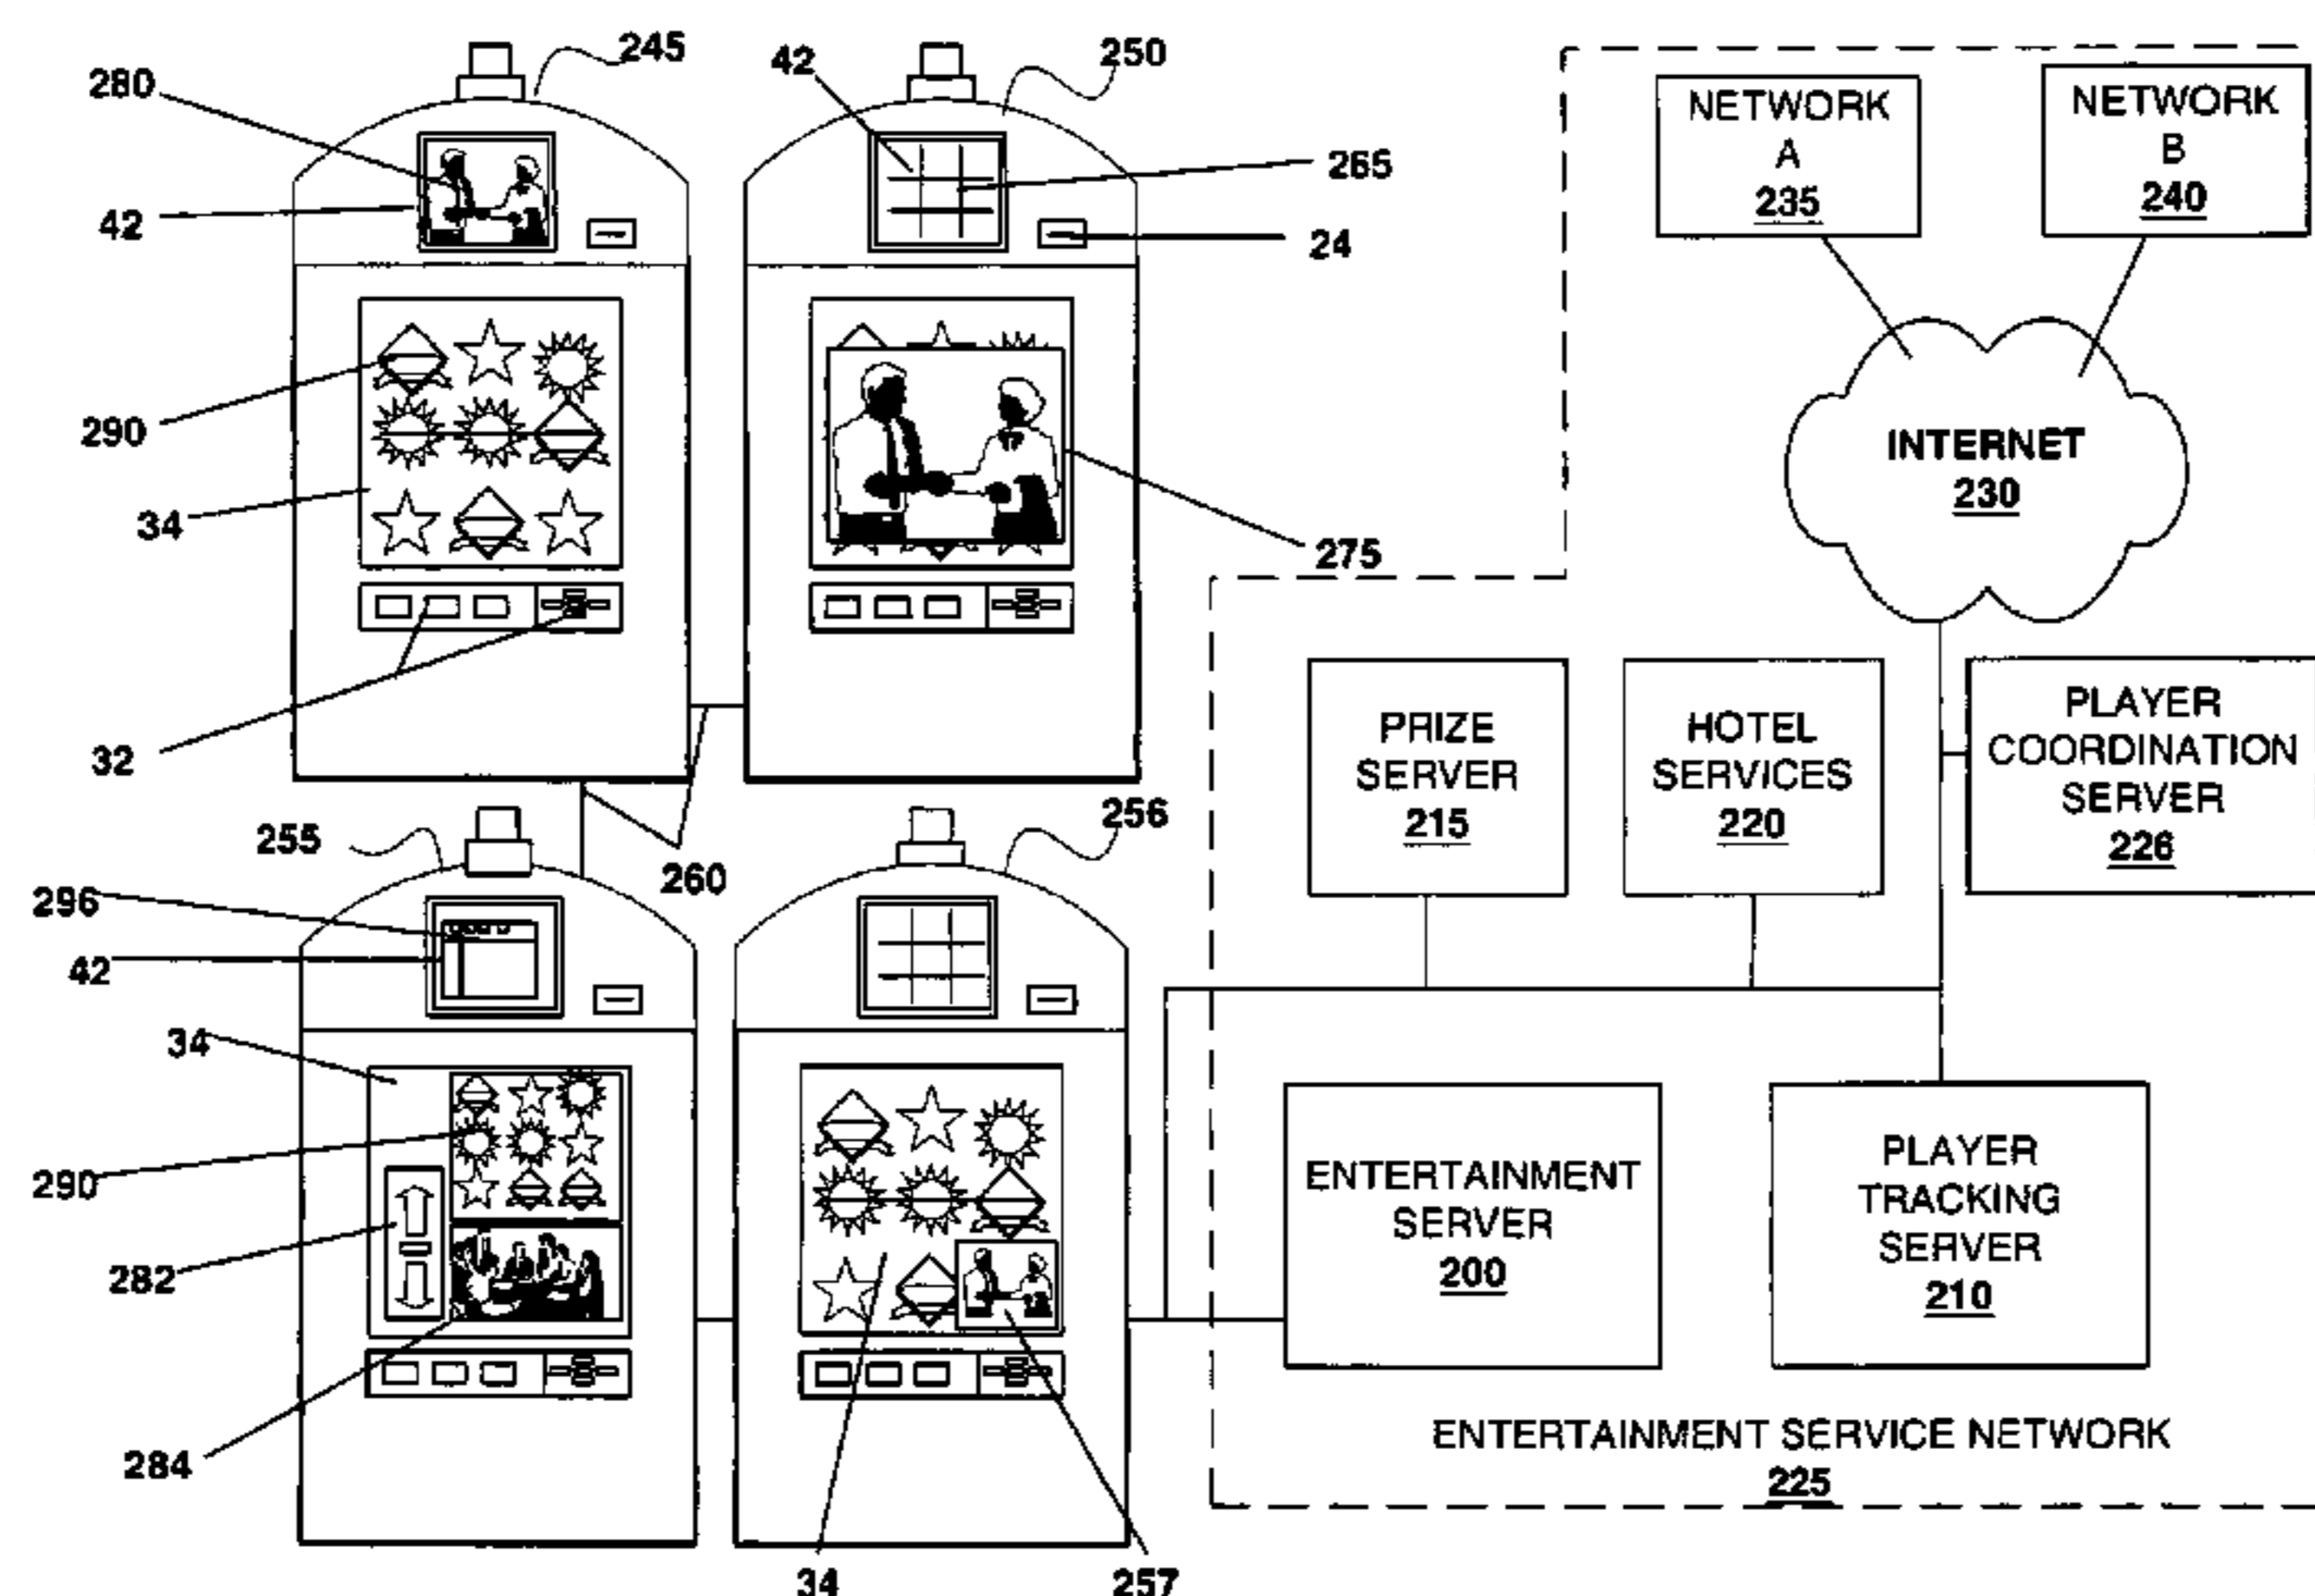 245
280
42
250
265
42
24
NETWORK
A
235
NETWORK
B
240
290
34
275
INTERNET
230
32
260
PRIZE
SERVER
215
HOTEL
SERVICES
220
PLAYER
COORDINATION
SERVER
226
255
256
296
42
34
290
282
284
ENTERTAINMENT
SERVER
200
PLAYER
TRACKING
SERVER
210
ENTERTAINMENT SERVICE NETWORK
225
34
257